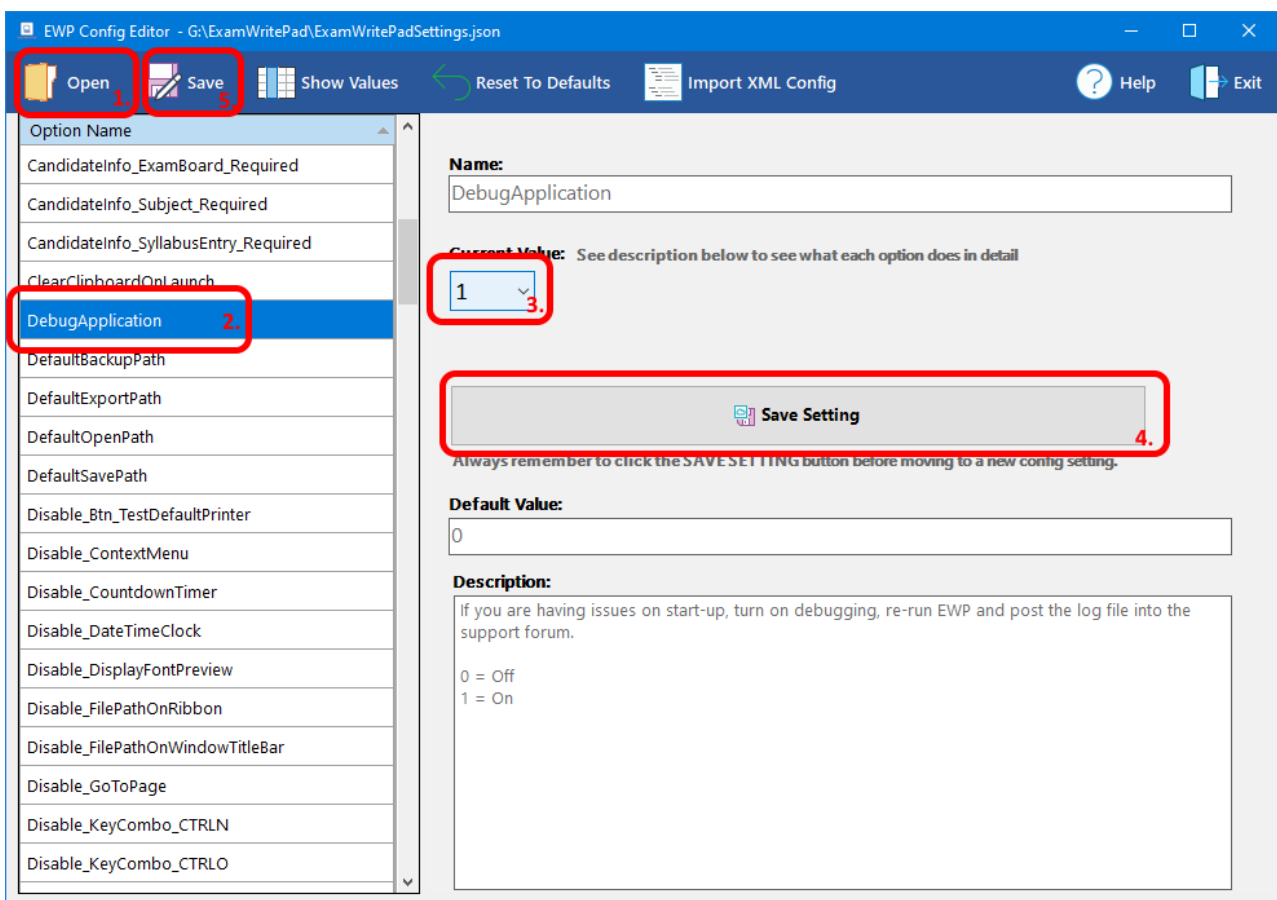 EWP Config Editor - G:\ExamWritePad\ExamWritePadSettings.json
Open 1. Save 5. Show Values Reset To Defaults Import XML Config ? Help Exit
Option Name
CandidateInfo_ExamBoard_Required
CandidateInfo_Subject_Required
CandidateInfo_SyllabusEntry_Required
ClearClipboardOnLaunch
DebugApplication 2.
DefaultBackupPath
DefaultExportPath
DefaultOpenPath
DefaultSavePath
Disable_Btn_TestDefaultPrinter
Disable_ContextMenu
Disable_CountdownTimer
Disable_DateTimeClock
Disable_DisplayFontPreview
Disable_FilePathOnRibbon
Disable_FilePathOnWindowTitleBar
Disable_GoToPage
Disable_KeyCombo_CTRLN
Disable_KeyCombo_CTRLO
Name:
DebugApplication
Current Value: See description below to see what each option does in detail
1 3.
Save Setting 4.
Always remember to click the SAVE SETTING button before moving to a new config setting.
Default Value:
0
Description:
If you are having issues on start-up, turn on debugging, re-run EWP and post the log file into the
support forum.
0 = Off
1 = On